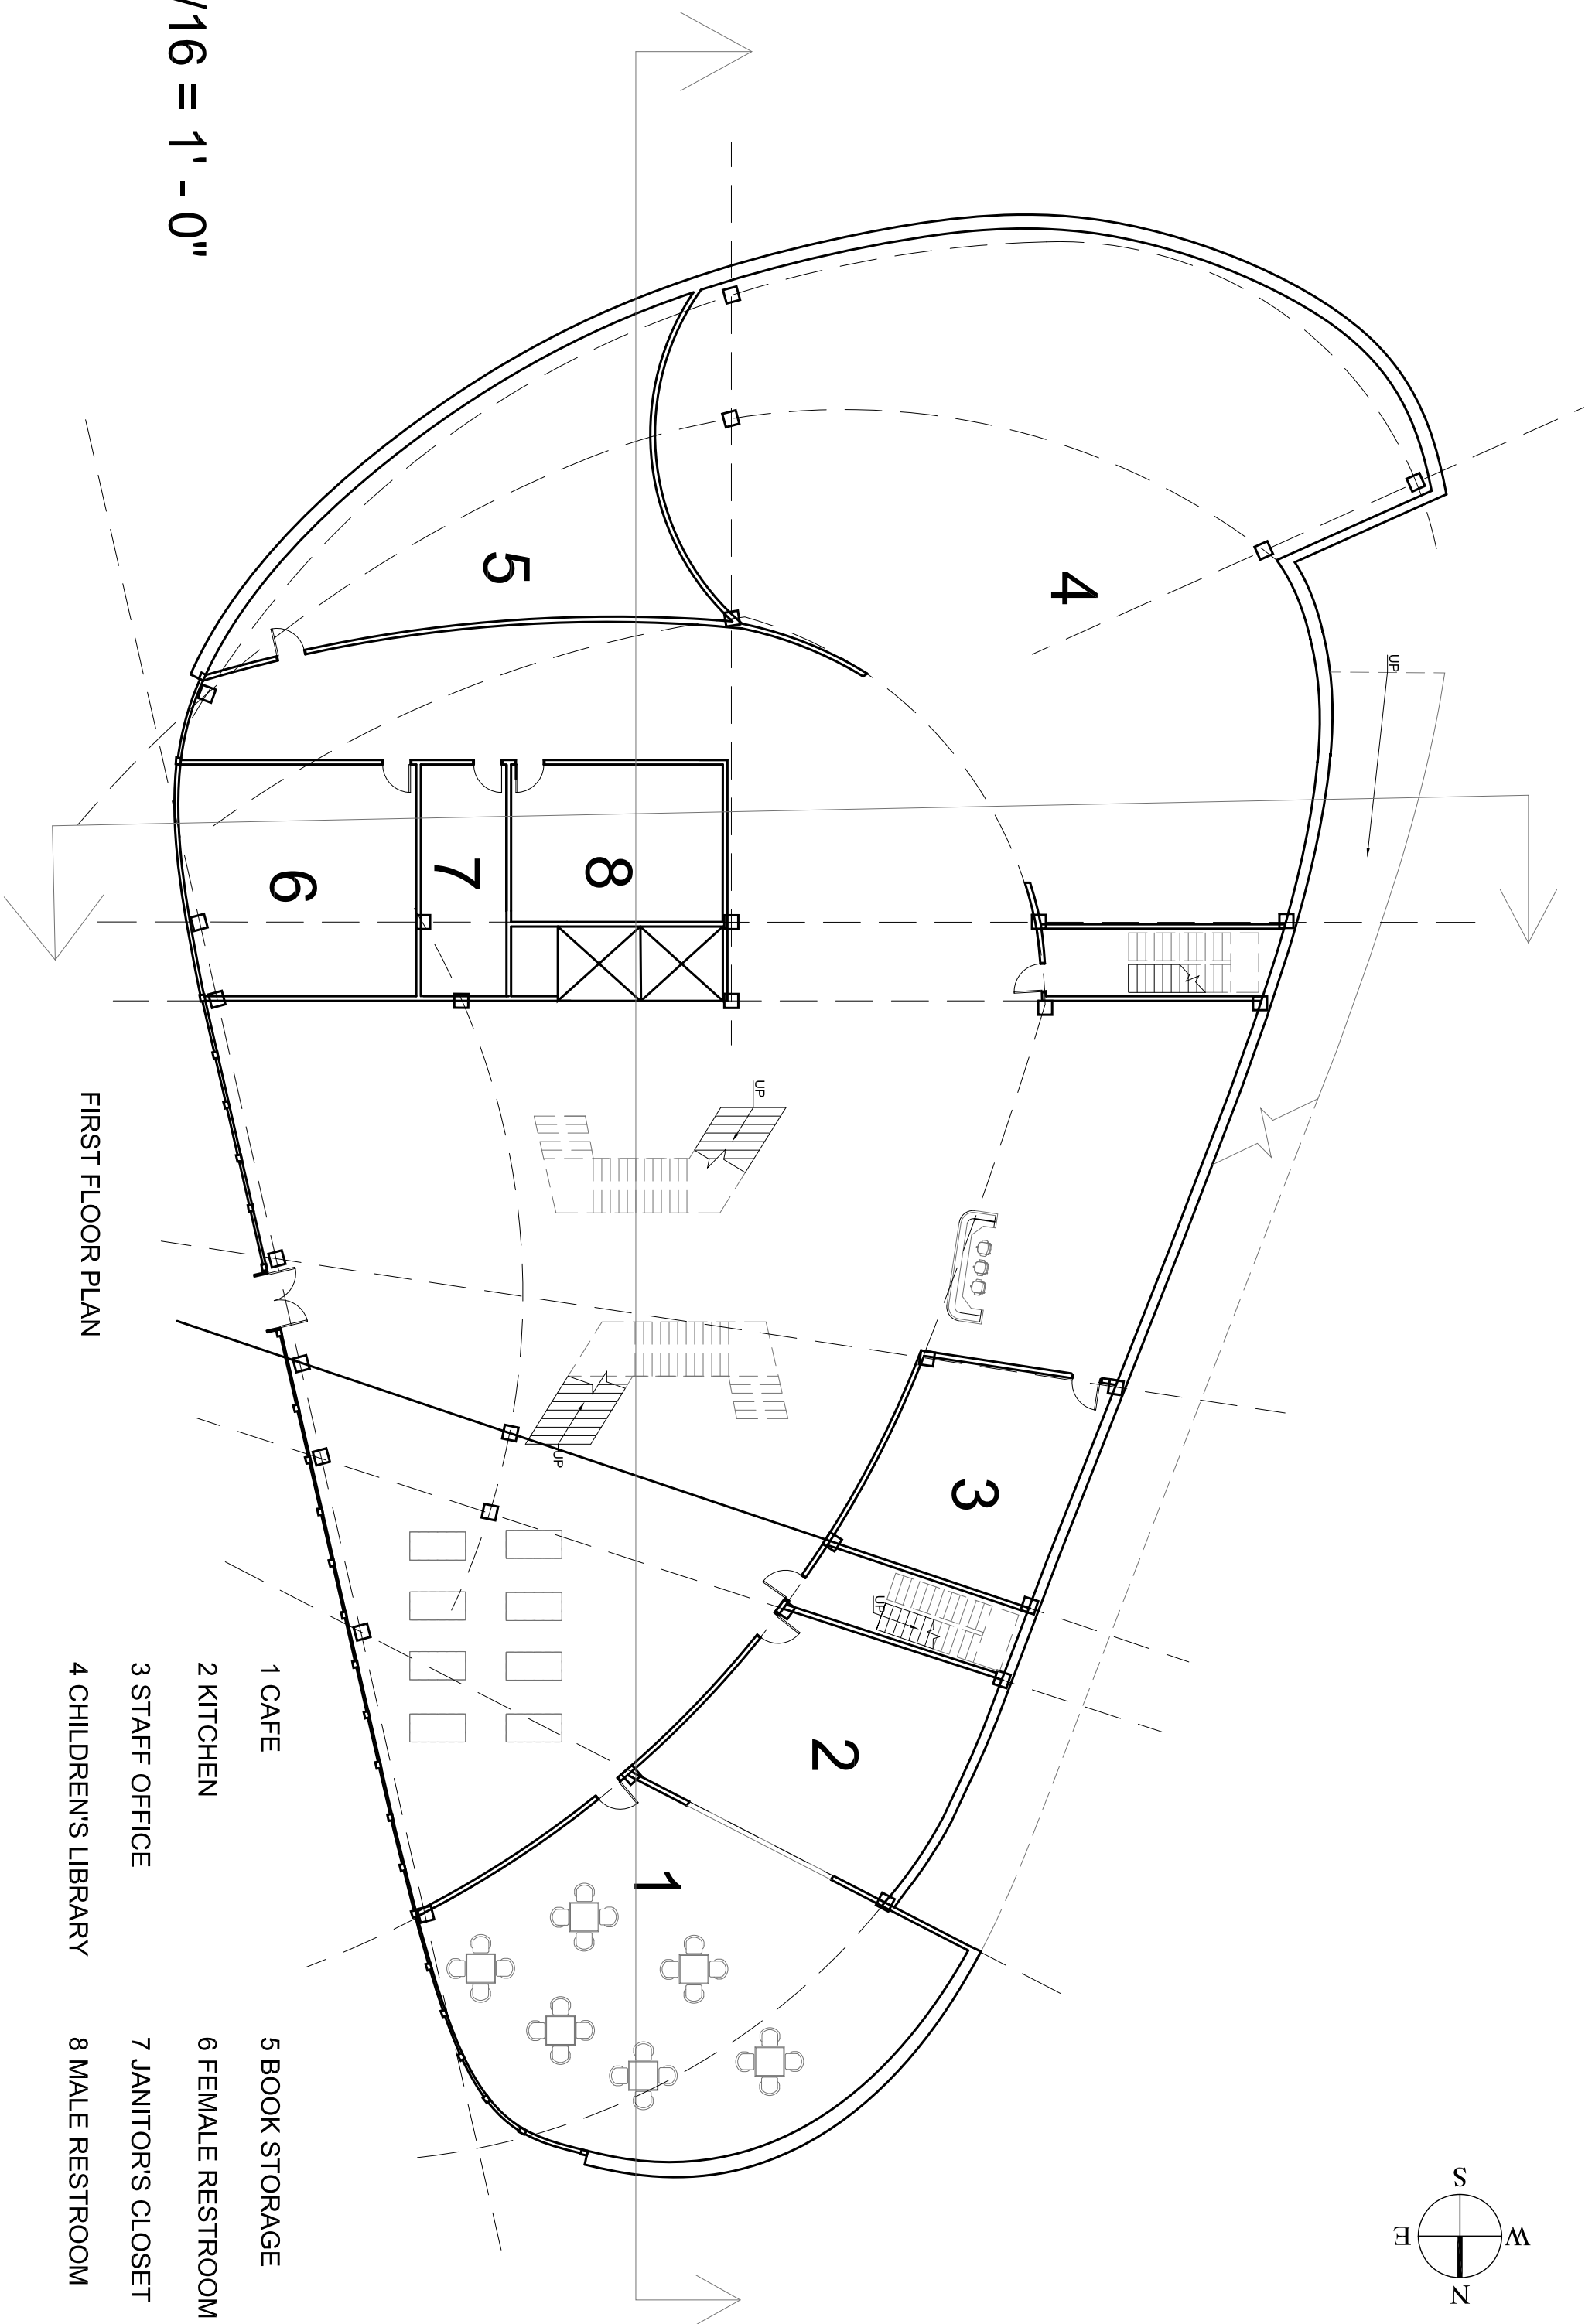 /16 = 1' - 0"
5
4
UP
6
7
8
UP
UP
3
UP
2
1
FIRST FLOOR PLAN
1 CAFE
2 KITCHEN
3 STAFF OFFICE
4 CHILDREN'S LIBRARY
5 BOOK STORAGE
6 FEMALE RESTROOM
7 JANITOR'S CLOSET
8 MALE RESTROOM
S
W
E
N